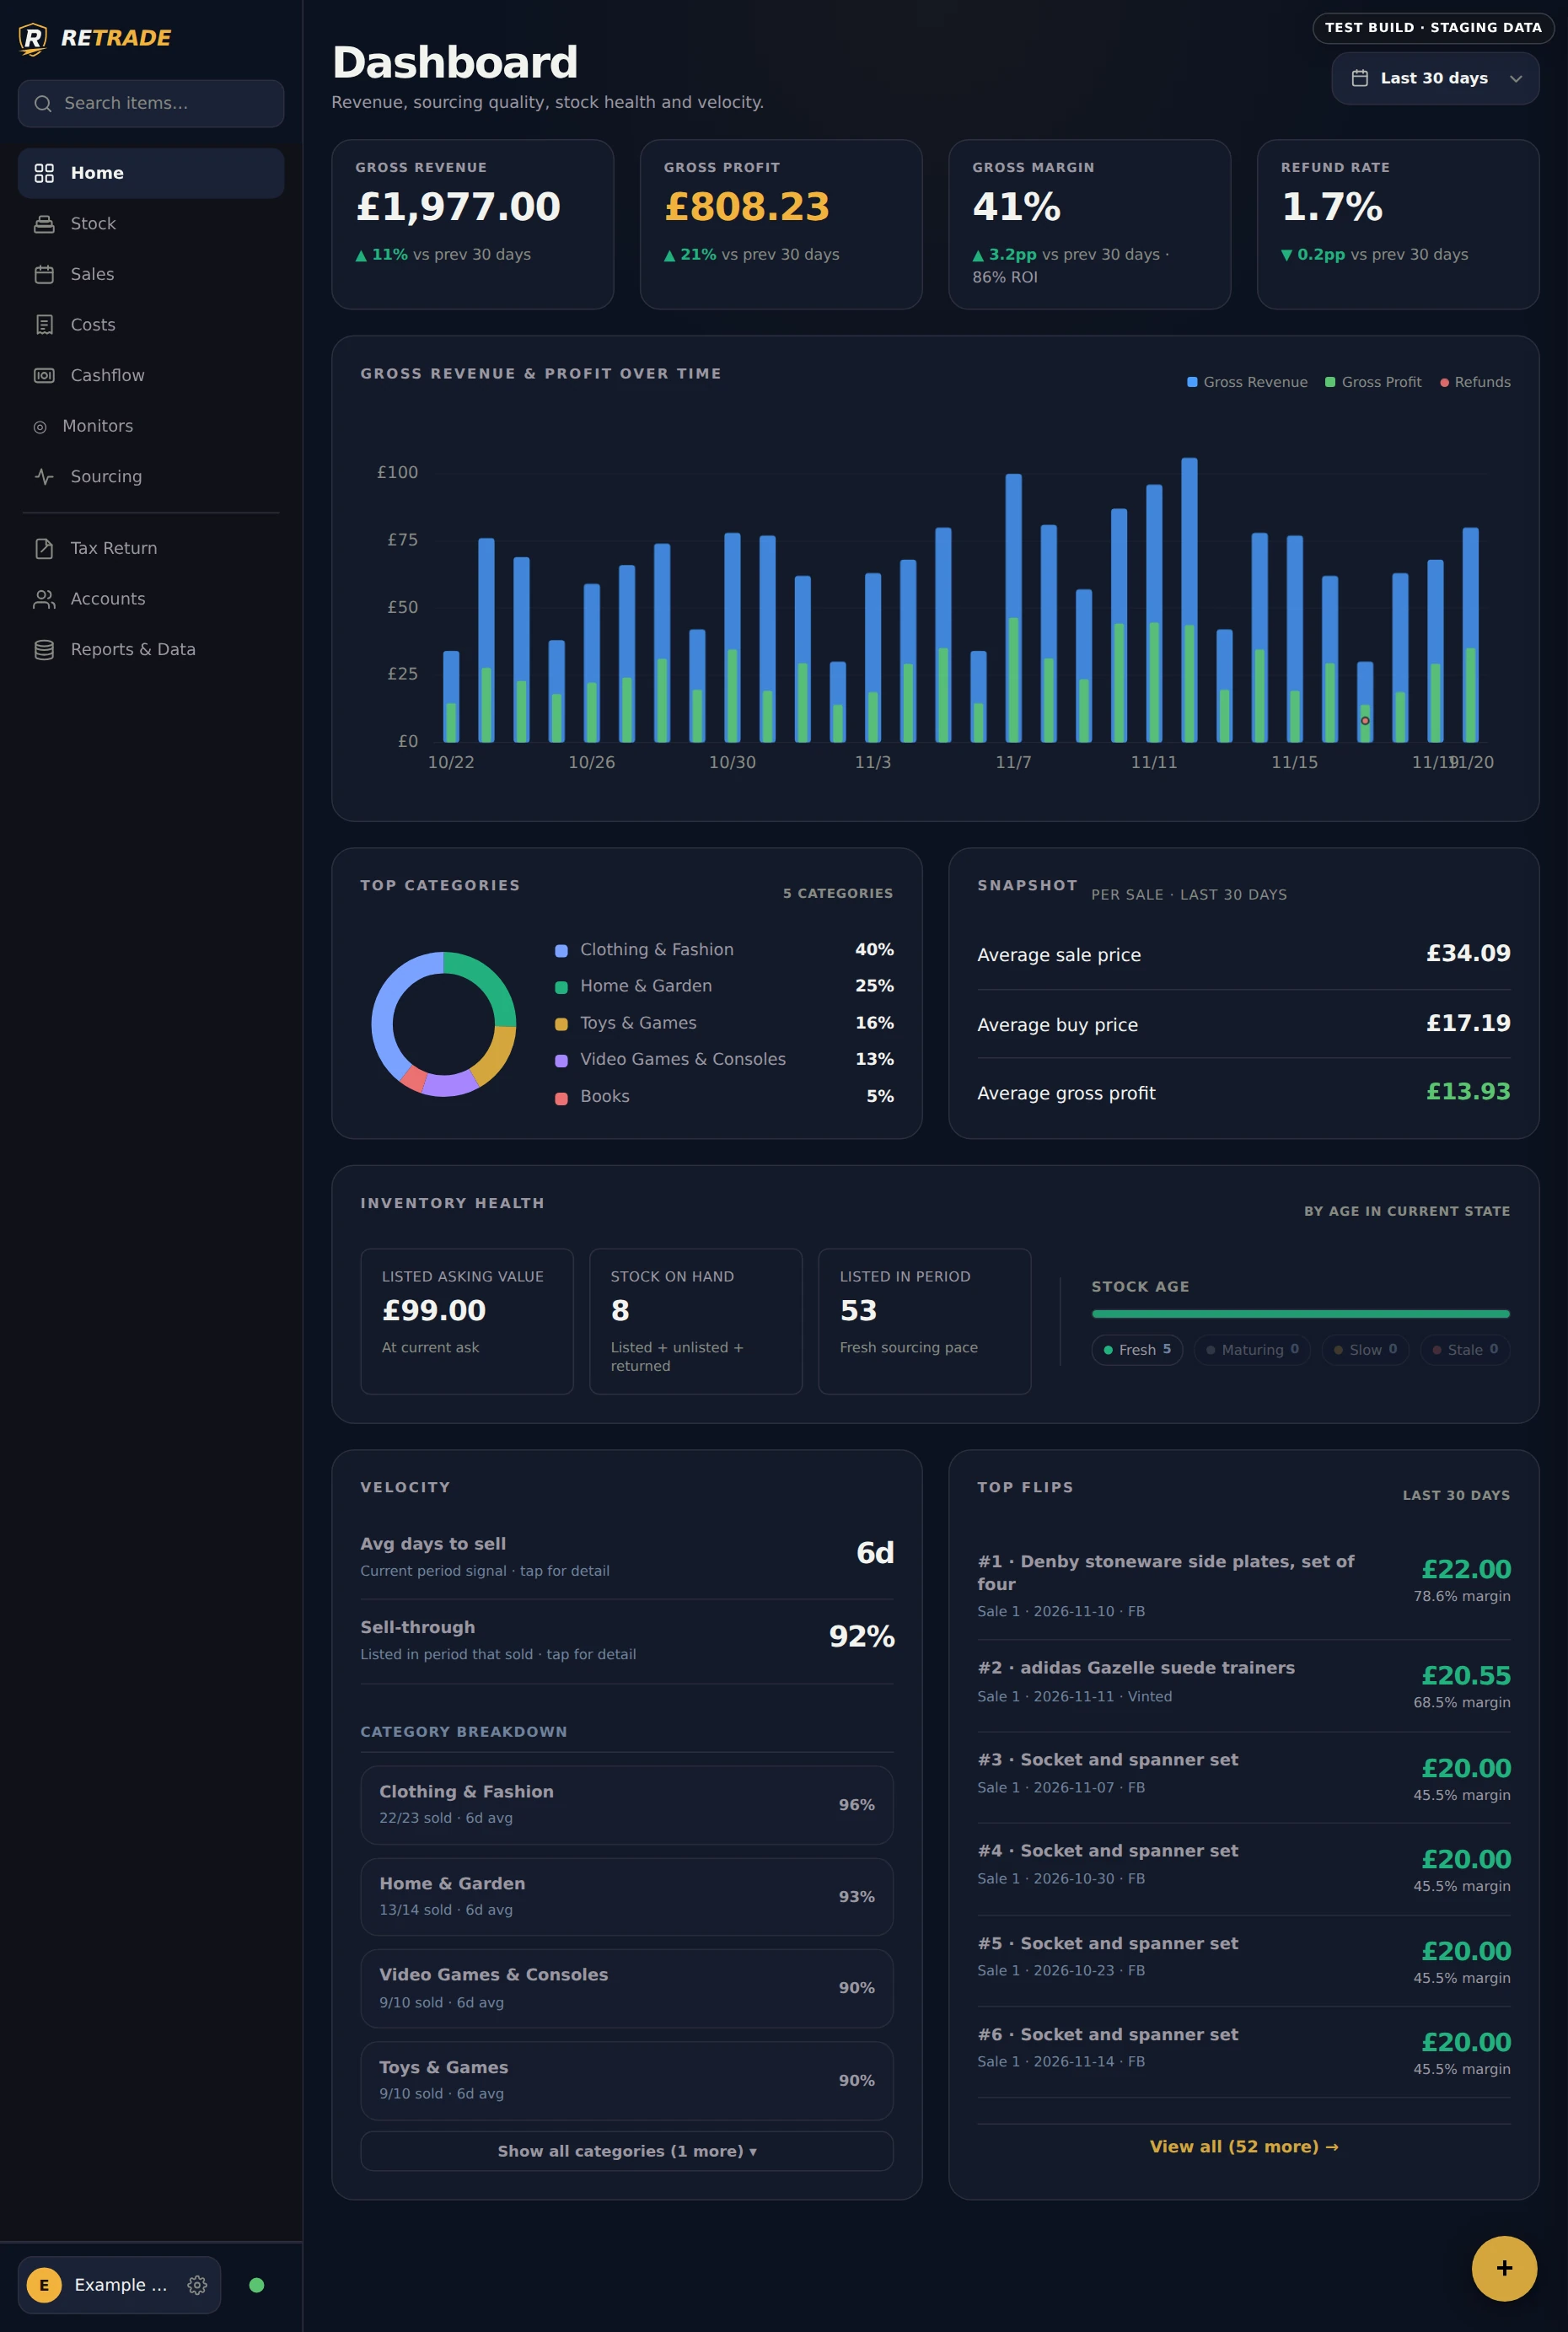 RETRADE
Search items…
Home
Stock
Sales
Costs
Cashflow
Monitors
Sourcing
Tax Return
Accounts
Reports & Data
E
Example …
TEST BUILD · STAGING DATA
Dashboard
Revenue, sourcing quality, stock health and velocity.
Last 30 days
GROSS REVENUE
£1,977.00
▲ 11% vs prev 30 days
GROSS PROFIT
£808.23
▲ 21% vs prev 30 days
GROSS MARGIN
41%
▲ 3.2pp vs prev 30 days ·
86% ROI
REFUND RATE
1.7%
▼ 0.2pp vs prev 30 days
GROSS REVENUE & PROFIT OVER TIME
Gross Revenue
Gross Profit
Refunds
£100
£75
£50
£25
£0
10/22
10/26
10/30
11/3
11/7
11/11
11/15
11/19
11/20
TOP CATEGORIES
5 CATEGORIES
Clothing & Fashion 40%
Home & Garden 25%
Toys & Games 16%
Video Games & Consoles 13%
Books 5%
SNAPSHOT PER SALE · LAST 30 DAYS
Average sale price £34.09
Average buy price £17.19
Average gross profit £13.93
INVENTORY HEALTH
BY AGE IN CURRENT STATE
LISTED ASKING VALUE
£99.00
At current ask
STOCK ON HAND
8
Listed + unlisted +
returned
LISTED IN PERIOD
53
Fresh sourcing pace
STOCK AGE
Fresh 5
Maturing 0
Slow 0
Stale 0
VELOCITY
Avg days to sell
Current period signal · tap for detail
6d
Sell-through
Listed in period that sold · tap for detail
92%
CATEGORY BREAKDOWN
Clothing & Fashion
22/23 sold · 6d avg
96%
Home & Garden
13/14 sold · 6d avg
93%
Video Games & Consoles
9/10 sold · 6d avg
90%
Toys & Games
9/10 sold · 6d avg
90%
Show all categories (1 more) ▾
TOP FLIPS
LAST 30 DAYS
#1 · Denby stoneware side plates, set of
four
Sale 1 · 2026-11-10 · FB
£22.00
78.6% margin
#2 · adidas Gazelle suede trainers
Sale 1 · 2026-11-11 · Vinted
£20.55
68.5% margin
#3 · Socket and spanner set
Sale 1 · 2026-11-07 · FB
£20.00
45.5% margin
#4 · Socket and spanner set
Sale 1 · 2026-10-30 · FB
£20.00
45.5% margin
#5 · Socket and spanner set
Sale 1 · 2026-10-23 · FB
£20.00
45.5% margin
#6 · Socket and spanner set
Sale 1 · 2026-11-14 · FB
£20.00
45.5% margin
View all (52 more) →
+